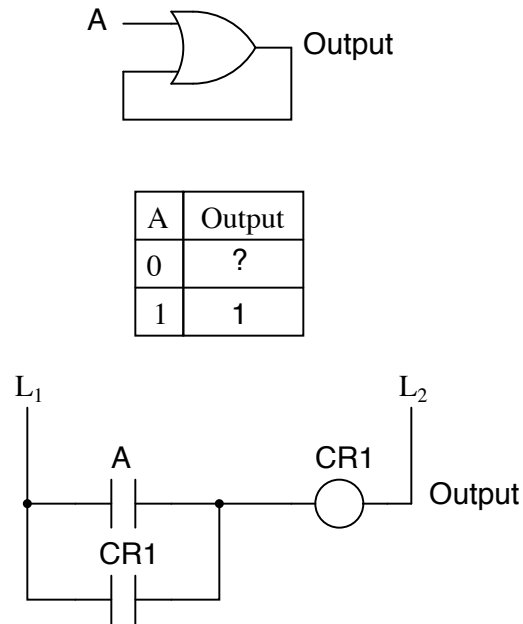 A
Output
A Output
0 ?
1 1
L₁ L₂
A CR1
Output
CR1